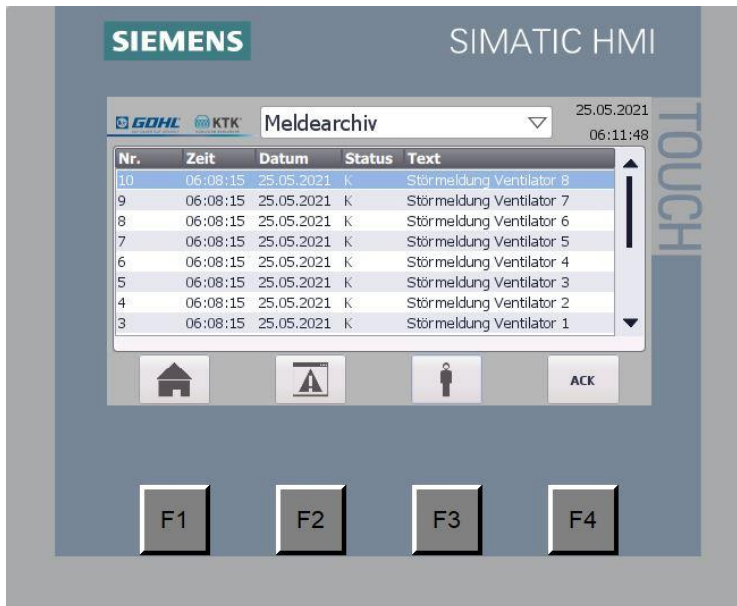 SIEMENS
SIMATIC HMI
TOUCH
GOHL KTK
Meldearchiv
25.05.2021
06:11:48
Nr. Zeit Datum Status Text
10 06:08:15 25.05.2021 K Störmeldung Ventilator 8
9 06:08:15 25.05.2021 K Störmeldung Ventilator 7
8 06:08:15 25.05.2021 K Störmeldung Ventilator 6
7 06:08:15 25.05.2021 K Störmeldung Ventilator 5
6 06:08:15 25.05.2021 K Störmeldung Ventilator 4
5 06:08:15 25.05.2021 K Störmeldung Ventilator 3
4 06:08:15 25.05.2021 K Störmeldung Ventilator 2
3 06:08:15 25.05.2021 K Störmeldung Ventilator 1
ACK
F1 F2 F3 F4